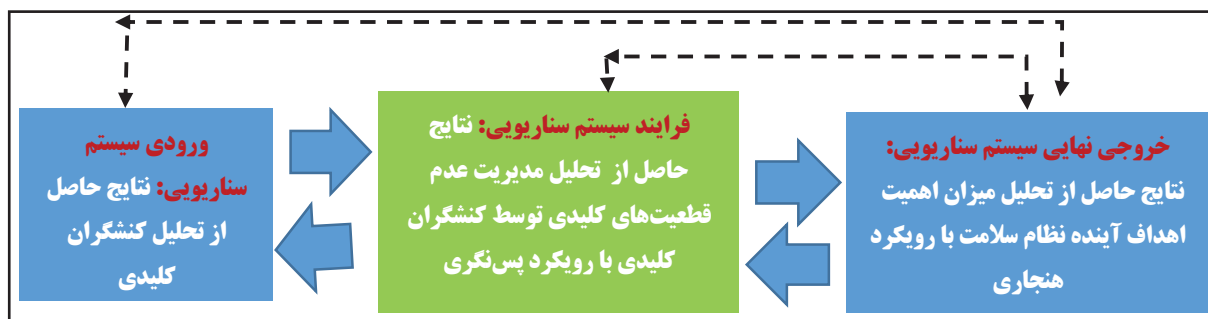 خروجی نهایی سیستم سناریویی:
نتایج حاصل از تحلیل میزان اهمیت
اهداف آینده نظام سلامت با رویکرد
هنجاری
فرایند سیستم سناریویی: نتایج
حاصل از تحلیل مدیریت عدم
قطعیت‌های کلیدی توسط کنشگران
کلیدی با رویکرد پس‌نگری
ورودی سیستم
سناریویی: نتایج حاصل
از تحلیل کنشگران
کلیدی